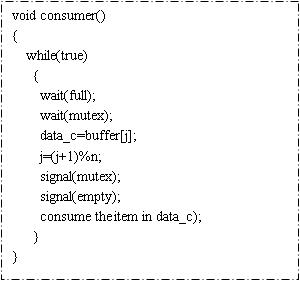 void consumer()
{
while(true)
{
wait(full);
wait(mutex);
data_c=buffer[j];
j=(j+1)%n;
signal(mutex);
signal(empty);
consume theitem in data_c);
}
}